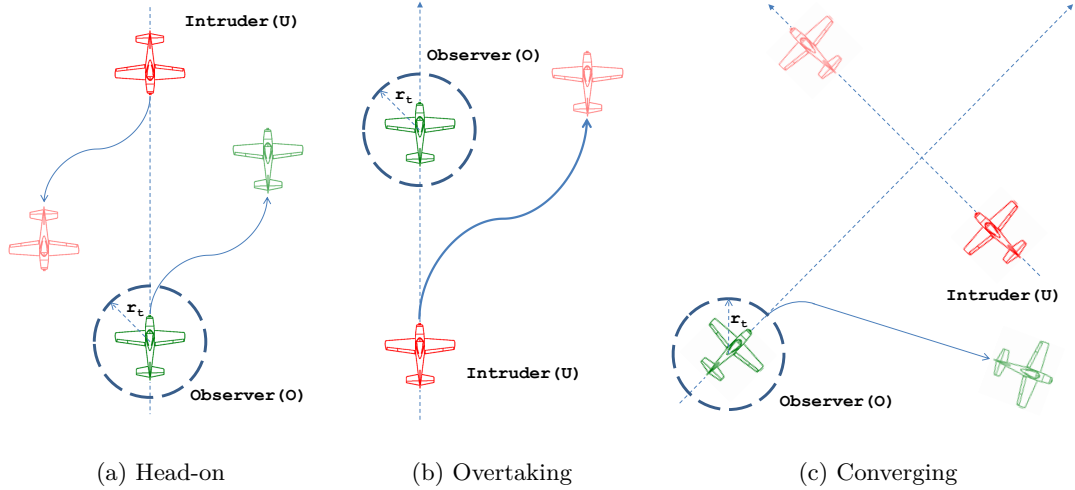 Intruder(U)
r_t
Observer(O)
(a) Head-on
Observer(O)
r_t
Intruder(U)
(b) Overtaking
r_t
Intruder(U)
Observer(O)
(c) Converging